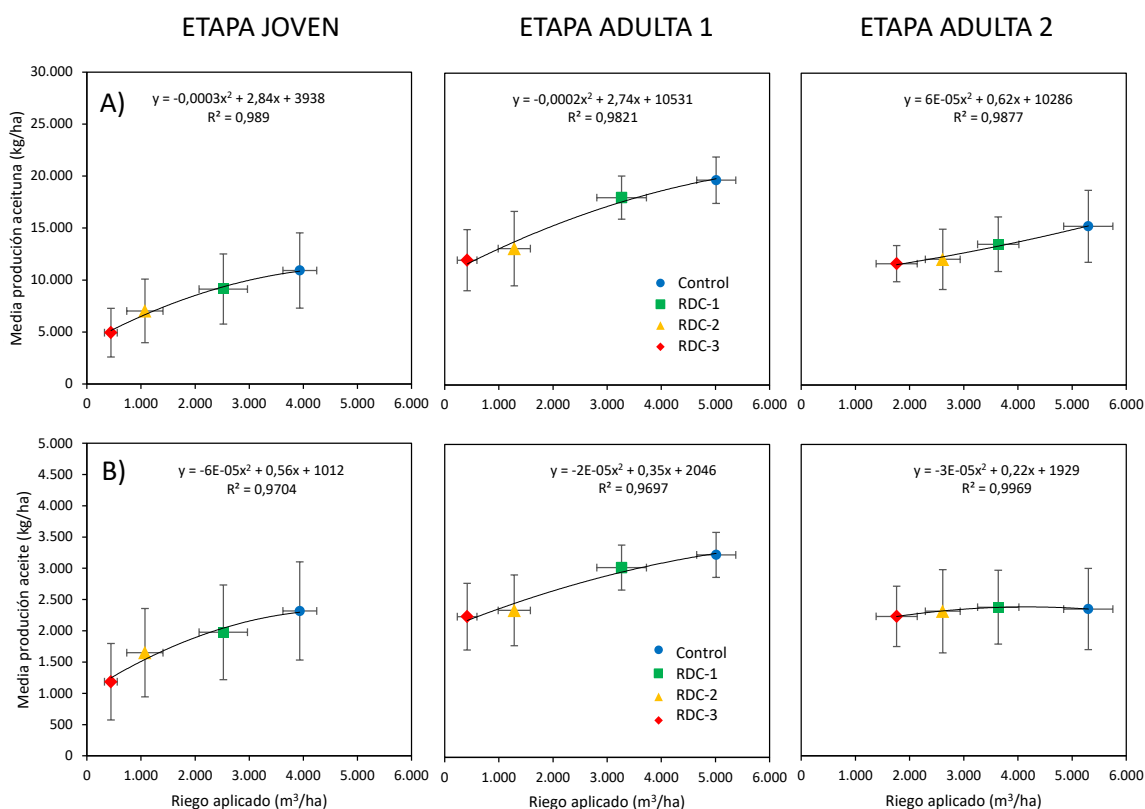 ETAPA JOVEN
ETAPA ADULTA 1
ETAPA ADULTA 2
Media produción aceituna (kg/ha)
30.000
25.000
20.000
15.000
10.000
5.000
0
A)
y = -0,0003x² + 2,84x + 3938
R² = 0,989
0 1.000 2.000 3.000 4.000 5.000 6.000
y = -0,0002x² + 2,74x + 10531
R² = 0,9821
Control
RDC-1
RDC-2
RDC-3
0 1.000 2.000 3.000 4.000 5.000 6.000
y = 6E-05x² + 0,62x + 10286
R² = 0,9877
0 1.000 2.000 3.000 4.000 5.000 6.000
Media produción aceite (kg/ha)
5.000
4.500
4.000
3.500
3.000
2.500
2.000
1.500
1.000
500
0
B)
y = -6E-05x² + 0,56x + 1012
R² = 0,9704
0 1.000 2.000 3.000 4.000 5.000 6.000
Riego aplicado (m³/ha)
y = -2E-05x² + 0,35x + 2046
R² = 0,9697
Control
RDC-1
RDC-2
RDC-3
0 1.000 2.000 3.000 4.000 5.000 6.000
Riego aplicado (m³/ha)
y = -3E-05x² + 0,22x + 1929
R² = 0,9969
0 1.000 2.000 3.000 4.000 5.000 6.000
Riego aplicado (m³/ha)